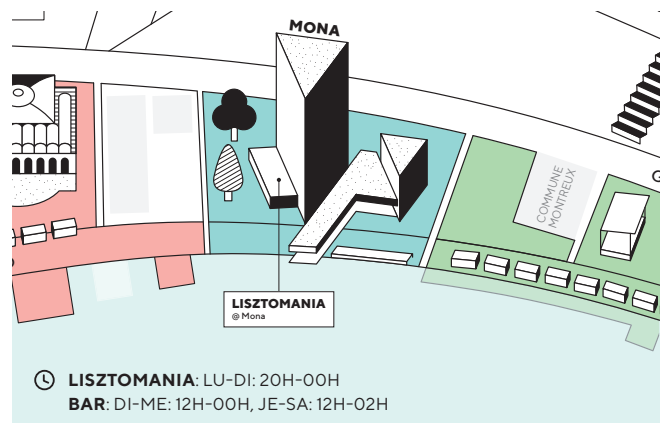 MONA
COMMUNE
MONTREUX
G
LISZTOMANIA
@ Mona
LISZTOMANIA: LU-DI: 20H-00H
BAR: DI-ME: 12H-00H, JE-SA: 12H-02H